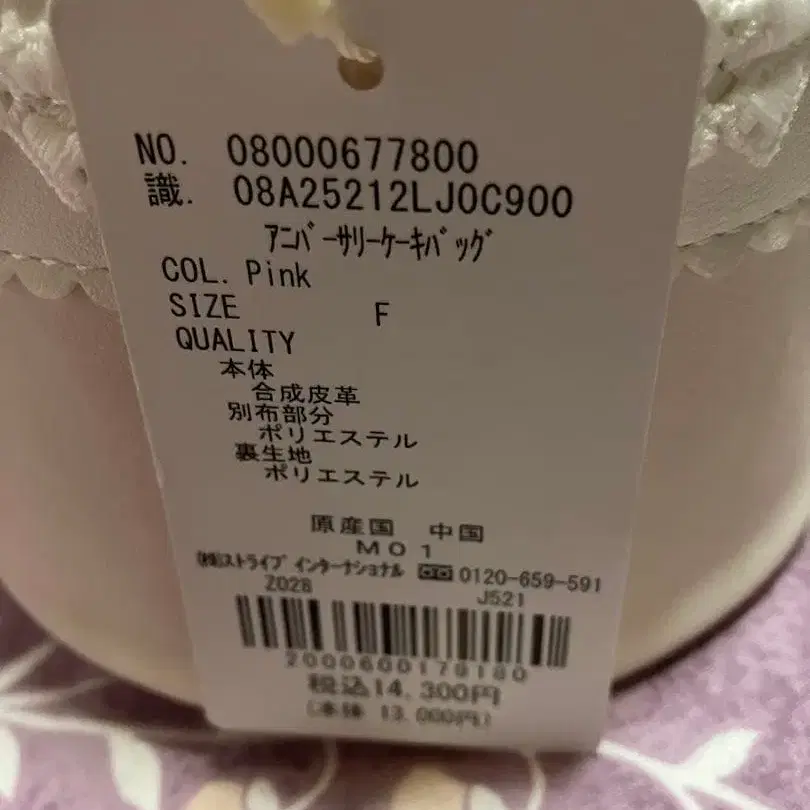 NO. 08000677800
識. 08A25212LJ0C900
ｱﾆﾊﾞｰｻﾘｰｹｰｷﾊﾞｯｸﾞ
COL. Pink
SIZE F
QUALITY
本体
合成皮革
別布部分
ポリエステル
裏生地
ポリエステル
原産国 中国
M01
㈱ｽﾄﾗｲﾌﾟ ｲﾝﾀｰﾅｼｮﾅﾙ 0120-659-591
Z028 J521
2000600179180
税込14,300円
(本体 13,000円)